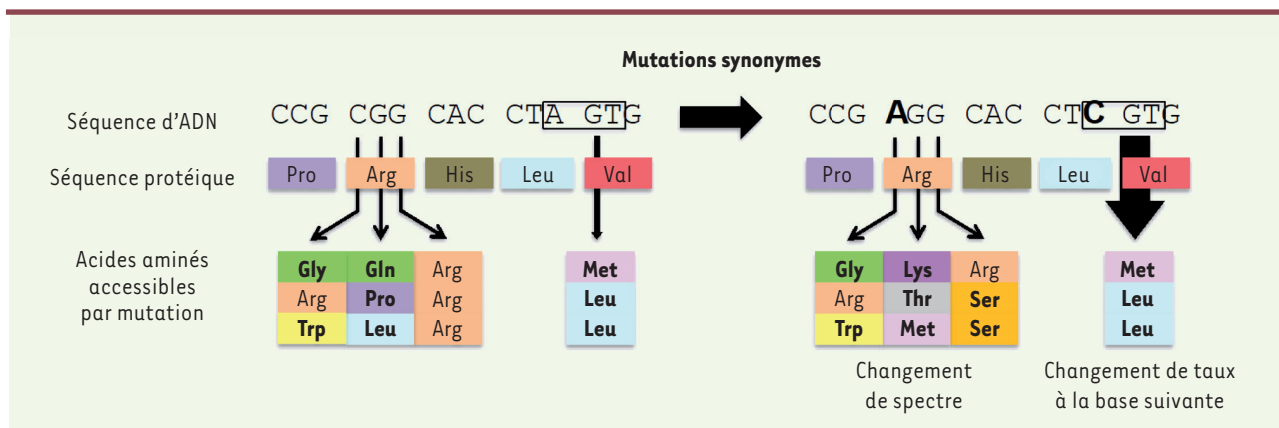 Mutations synonymes
Séquence d'ADN CCG CGG CAC CTA GTG CCG AGG CAC CTC GTG
Séquence protéique Pro Arg His Leu Val Pro Arg His Leu Val
Acides aminés
accessibles
par mutation
Gly Gln Arg Met Gly Lys Arg Met
Arg Pro Arg Leu Arg Thr Ser Leu
Trp Leu Arg Leu Trp Met Ser Leu
Changement
de spectre
Changement de taux
à la base suivante